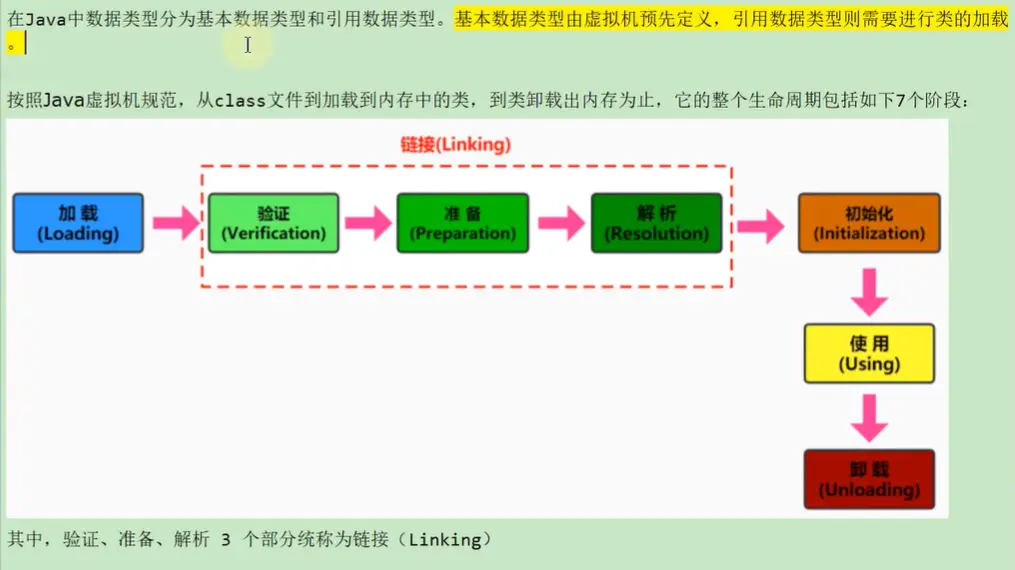 在Java中数据类型分为基本数据类型和引用数据类型。基本数据类型由虚拟机预先定义，引用数据类型则需要进行类的加载
。
按照Java虚拟机规范，从class文件到加载到内存中的类，到类卸载出内存为止，它的整个生命周期包括如下7个阶段：
链接(Linking)
加载
(Loading)
验证
(Verification)
准备
(Preparation)
解析
(Resolution)
初始化
(Initialization)
使用
(Using)
卸载
(Unloading)
其中，验证、准备、解析 3 个部分统称为链接（Linking）